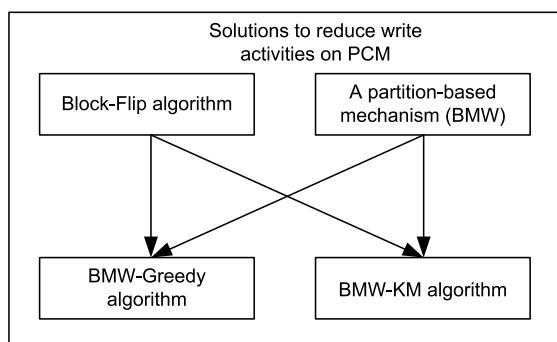 Solutions to reduce write
activities on PCM
Block-Flip algorithm
A partition-based
mechanism (BMW)
BMW-Greedy
algorithm
BMW-KM algorithm